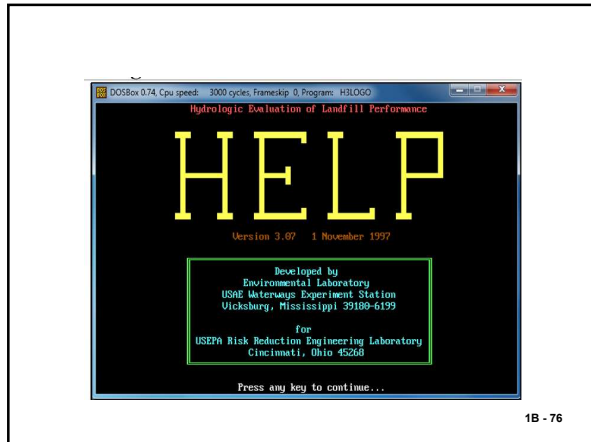 DOSBox 0.74, Cpu speed: 3000 cycles, Frameskip 0, Program: H3LOGO
Hydrologic Evaluation of Landfill Performance
HELP
Version 3.07 1 November 1997
Developed by
Environmental Laboratory
USAE Waterways Experiment Station
Vicksburg, Mississippi 39180-6199
for
USEPA Risk Reduction Engineering Laboratory
Cincinnati, Ohio 45268
Press any key to continue...
1B - 76